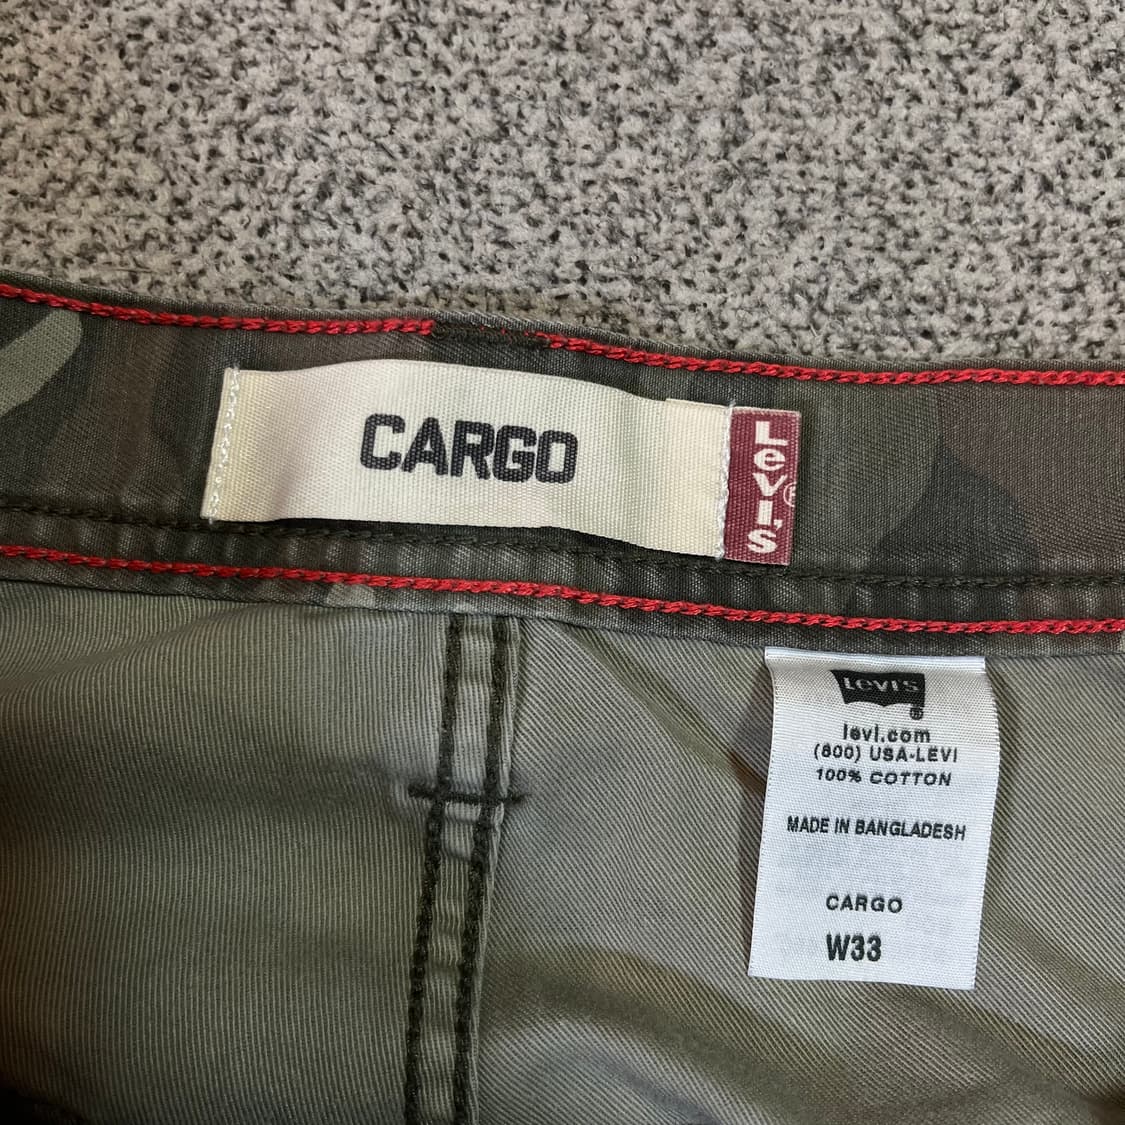 CARGO
LEVI'S®
LEVI'S
levi.com
(800) USA-LEVI
100% COTTON
MADE IN BANGLADESH
CARGO
W33